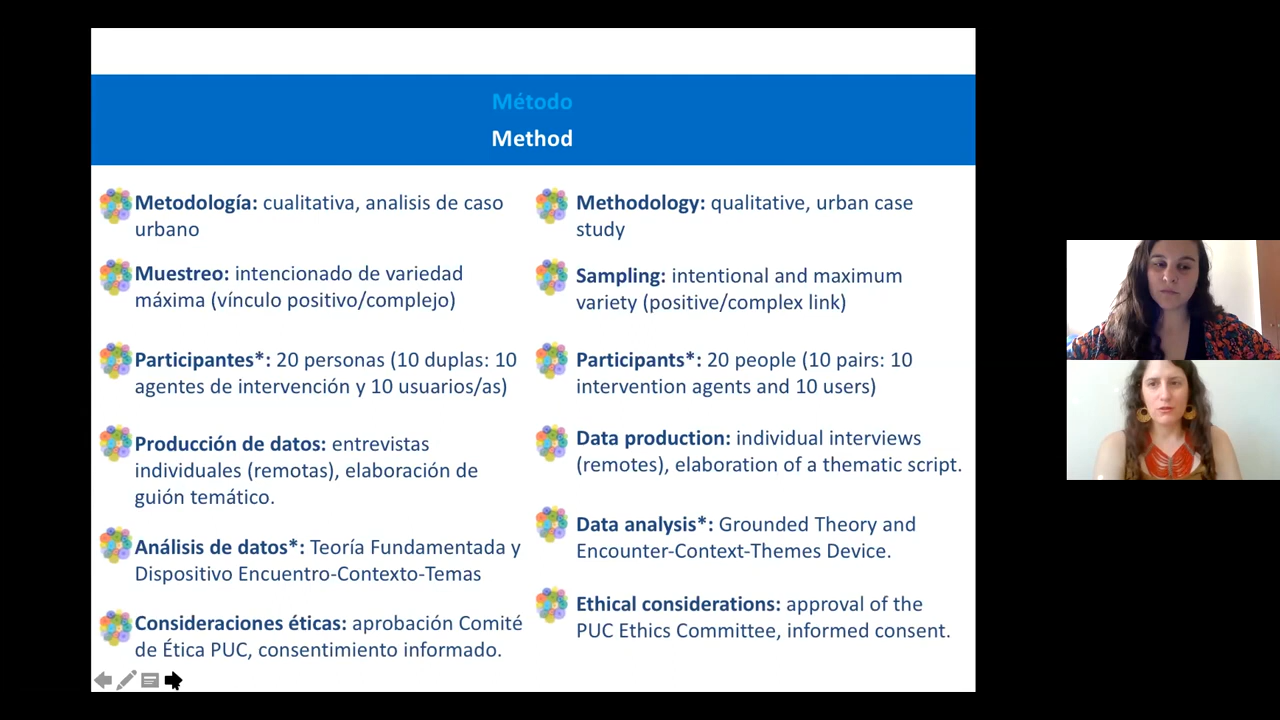 Método
Method
Metodología: cualitativa, analisis de caso
urbano
Muestreo: intencionado de variedad
máxima (vínculo positivo/complejo)
Participantes*: 20 personas (10 duplas: 10
agentes de intervención y 10 usuarios/as)
Producción de datos: entrevistas
individuales (remotas), elaboración de
guión temático.
Análisis de datos*: Teoría Fundamentada y
Dispositivo Encuentro-Contexto-Temas
Consideraciones éticas: aprobación Comité
de Ética PUC, consentimiento informado.
Methodology: qualitative, urban case
study
Sampling: intentional and maximum
variety (positive/complex link)
Participants*: 20 people (10 pairs: 10
intervention agents and 10 users)
Data production: individual interviews
(remotes), elaboration of a thematic script.
Data analysis*: Grounded Theory and
Encounter-Context-Themes Device.
Ethical considerations: approval of the
PUC Ethics Committee, informed consent.